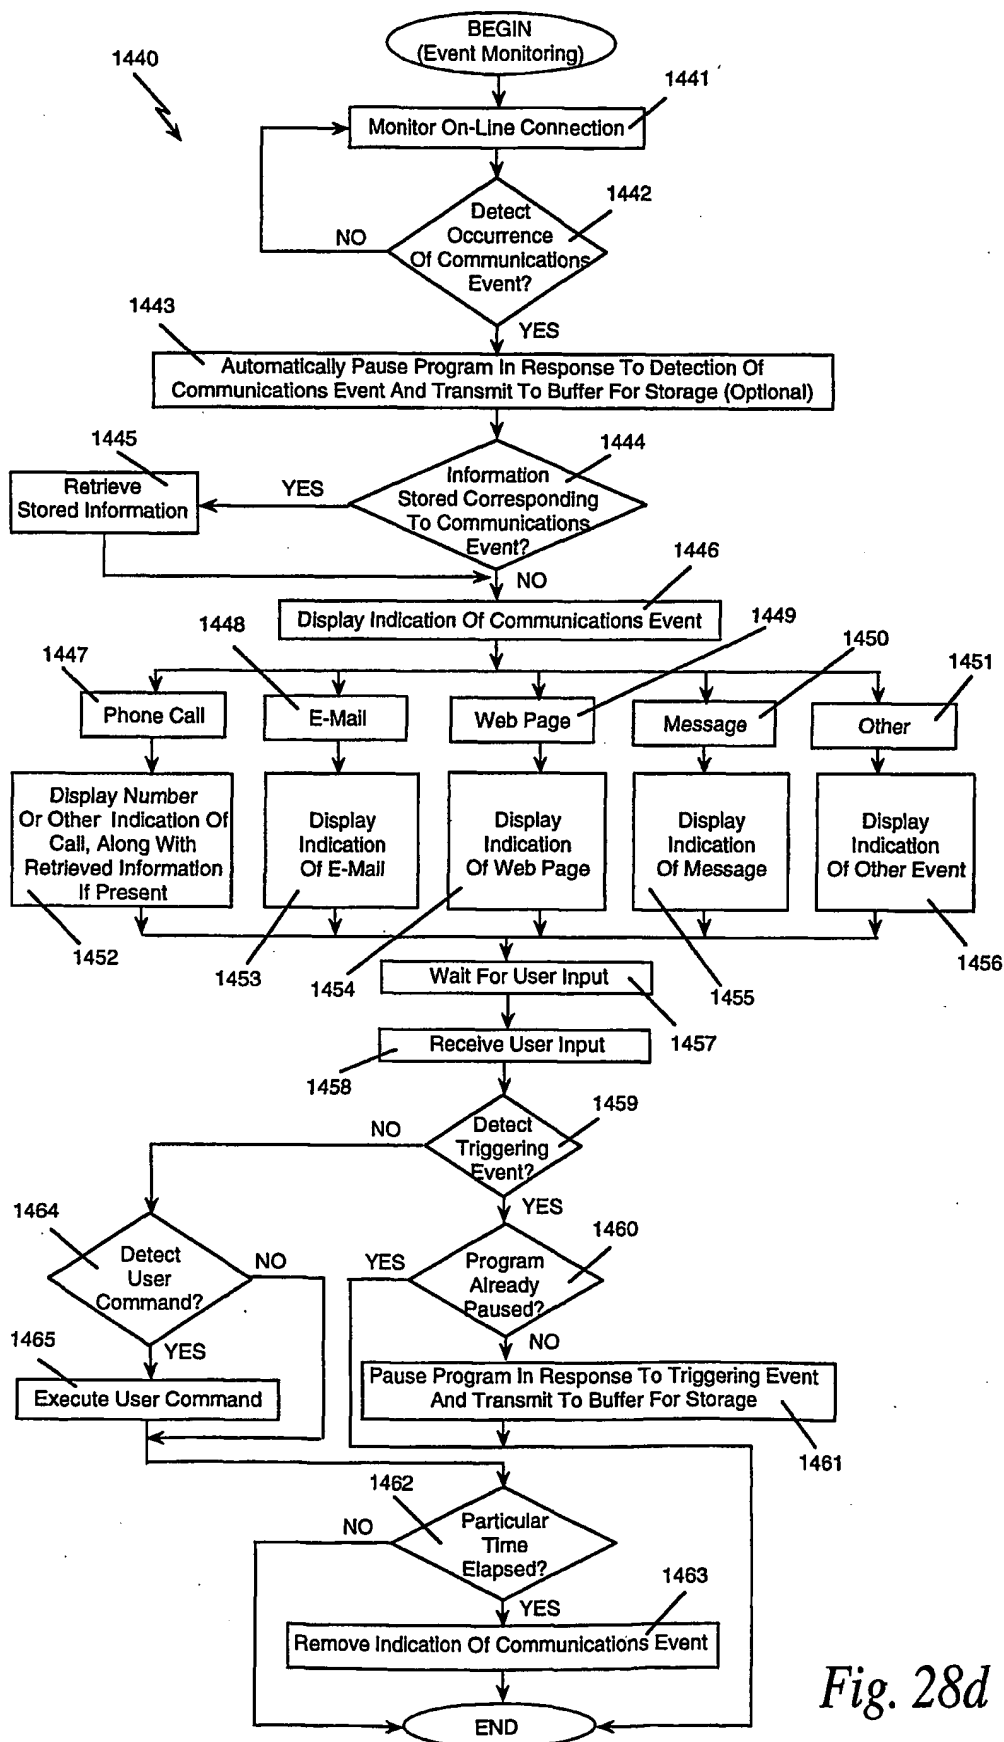 BEGIN
(Event Monitoring)
1440
1441
Monitor On-Line Connection
1442
Detect
Occurrence
Of Communications
Event?
NO
YES
1443
Automatically Pause Program In Response To Detection Of
Communications Event And Transmit To Buffer For Storage (Optional)
1445
1444
Retrieve
Stored Information
YES
Information
Stored Corresponding
To Communications
Event?
NO
1446
Display Indication Of Communications Event
1447
1448
1449
1450
1451
Phone Call
E-Mail
Web Page
Message
Other
Display Number
Or Other Indication Of
Call, Along With
Retrieved Information
If Present
Display
Indication
Of E-Mail
Display
Indication
Of Web Page
Display
Indication
Of Message
Display
Indication
Of Other Event
1452
1453
1454
1455
1456
Wait For User Input
1457
Receive User Input
1458
1459
Detect
Triggering
Event?
NO
YES
1464
Detect
User
Command?
NO
YES
1460
Program
Already
Paused?
YES
NO
1465
Execute User Command
Pause Program In Response To Triggering Event
And Transmit To Buffer For Storage
1461
1462
Particular
Time
Elapsed?
NO
YES
1463
Remove Indication Of Communications Event
END
Fig. 28d